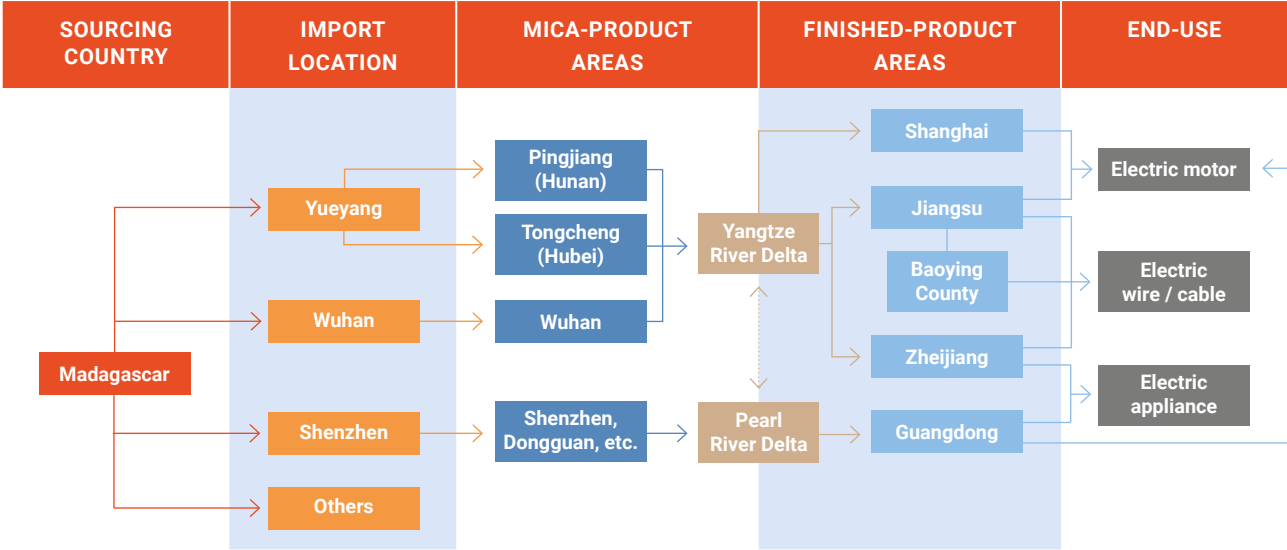 SOURCING
COUNTRY
IMPORT
LOCATION
MICA-PRODUCT
AREAS
FINISHED-PRODUCT
AREAS
END-USE
Madagascar
Yueyang
Wuhan
Shenzhen
Others
Pingjiang
(Hunan)
Tongcheng
(Hubei)
Wuhan
Shenzhen,
Dongguan, etc.
Yangtze
River Delta
Pearl
River Delta
Shanghai
Jiangsu
Baoying
County
Zheijiang
Guangdong
Electric motor
Electric
wire / cable
Electric
appliance